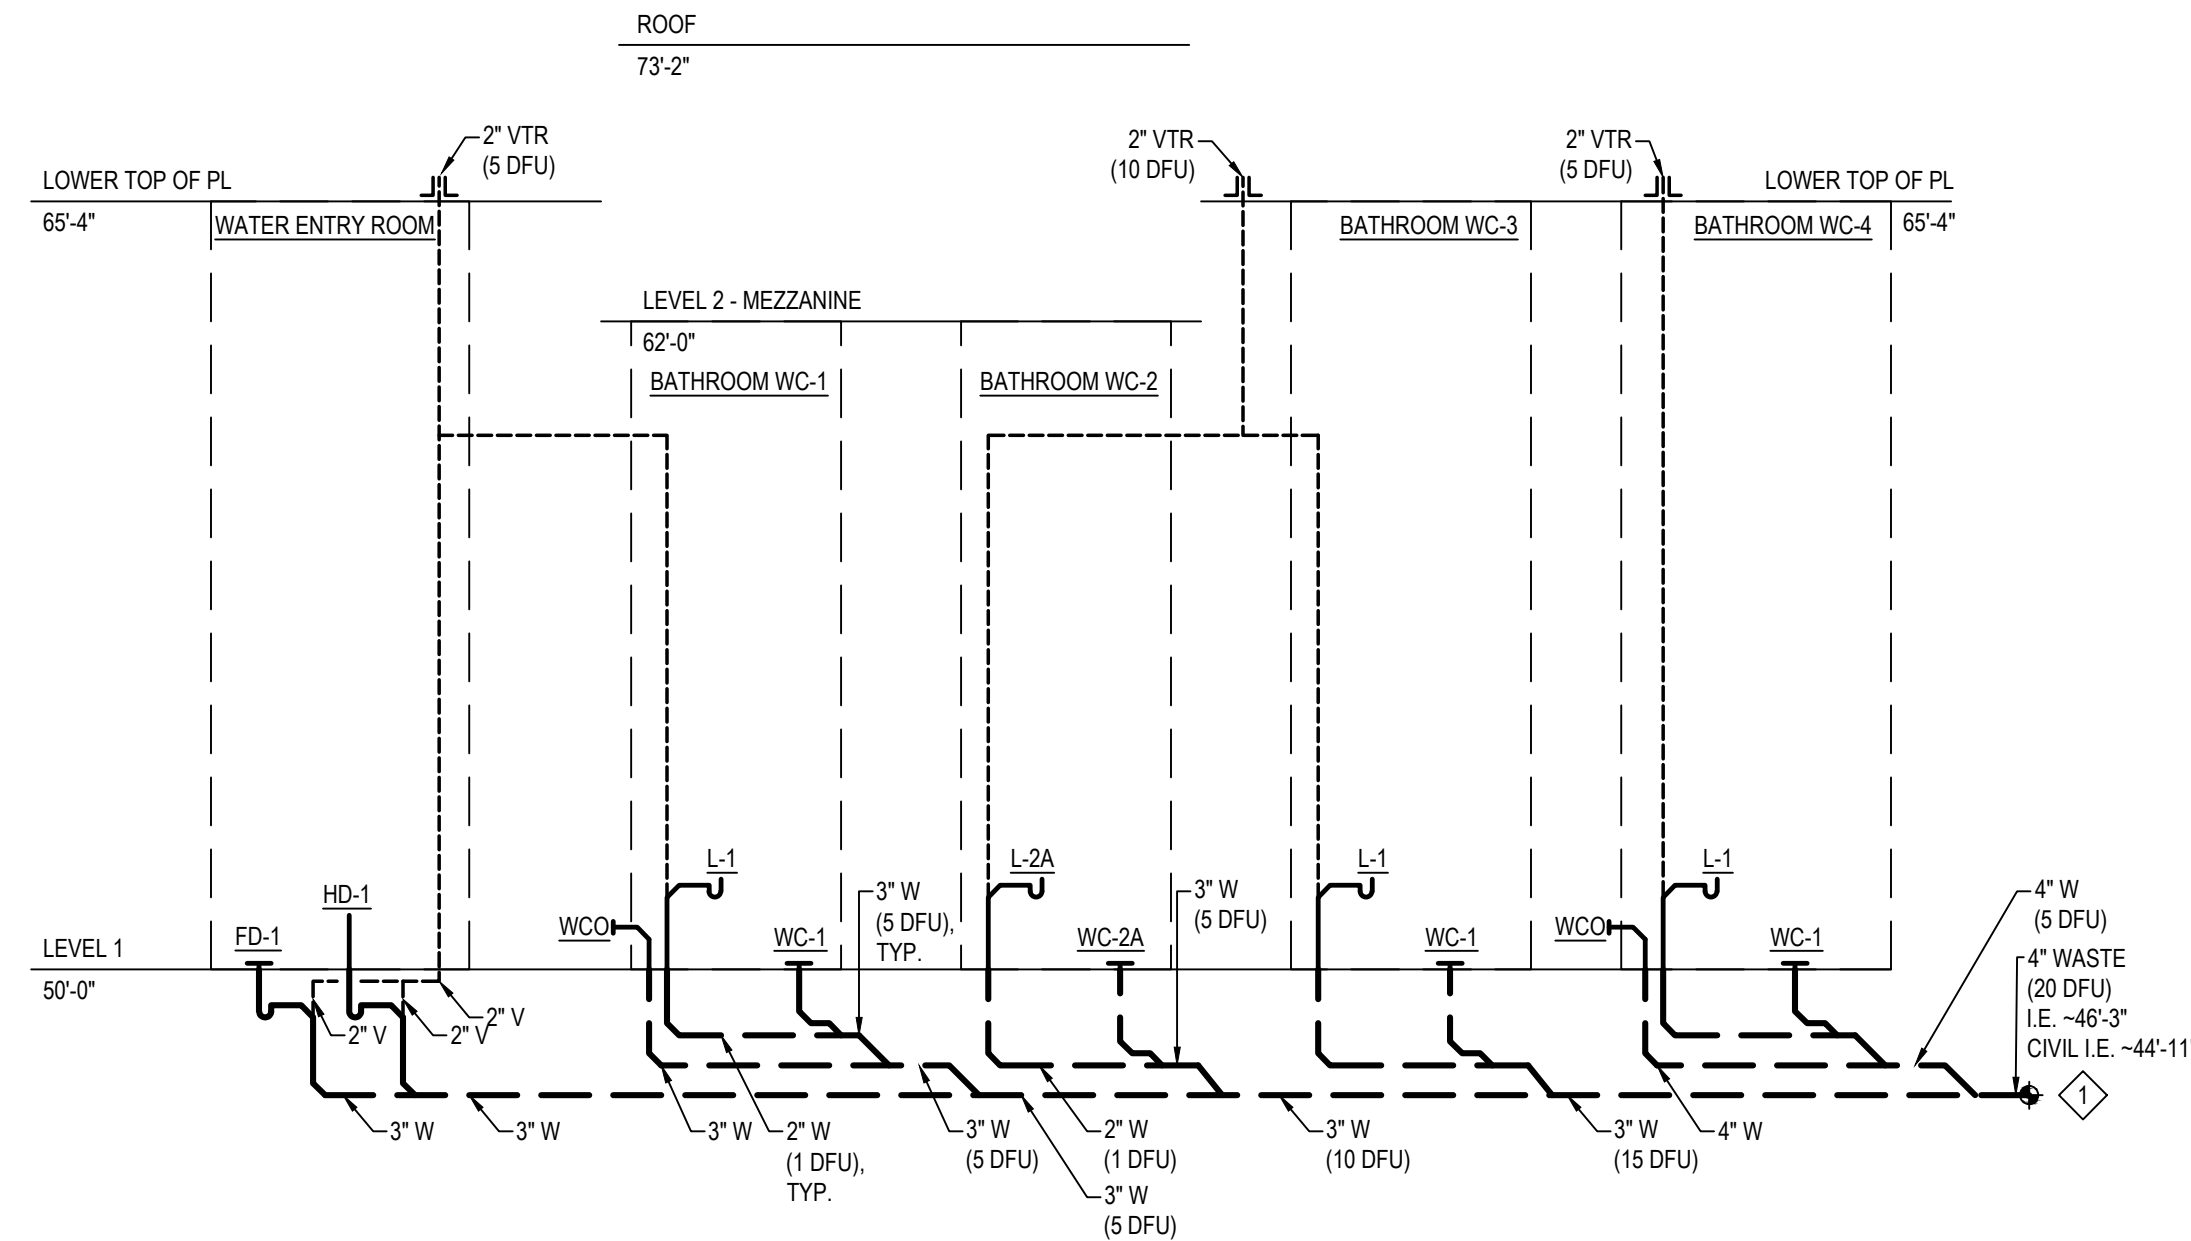 ROOF
73'-2"
2" VTR
(5 DFU)
2" VTR
(10 DFU)
2" VTR
(5 DFU)
LOWER TOP OF PL
65'-4"
LOWER TOP OF PL
65'-4"
WATER ENTRY ROOM
BATHROOM WC-3
BATHROOM WC-4
LEVEL 2 - MEZZANINE
62'-0"
BATHROOM WC-1
BATHROOM WC-2
L-1
L-2A
L-1
L-1
HD-1
FD-1
WCO
WC-1
3" W
(5 DFU),
TYP.
WC-2A
3" W
(5 DFU)
WC-1
WCO
WC-1
4" W
(5 DFU)
LEVEL 1
50'-0"
4" WASTE
(20 DFU)
I.E. ~46'-3"
CIVIL I.E. ~44'-11'
1
2" V
2" V
2" V
3" W
3" W
3" W
2" W
(1 DFU),
TYP.
3" W
(5 DFU)
2" W
(1 DFU)
3" W
(5 DFU)
3" W
(10 DFU)
3" W
(15 DFU)
4" W